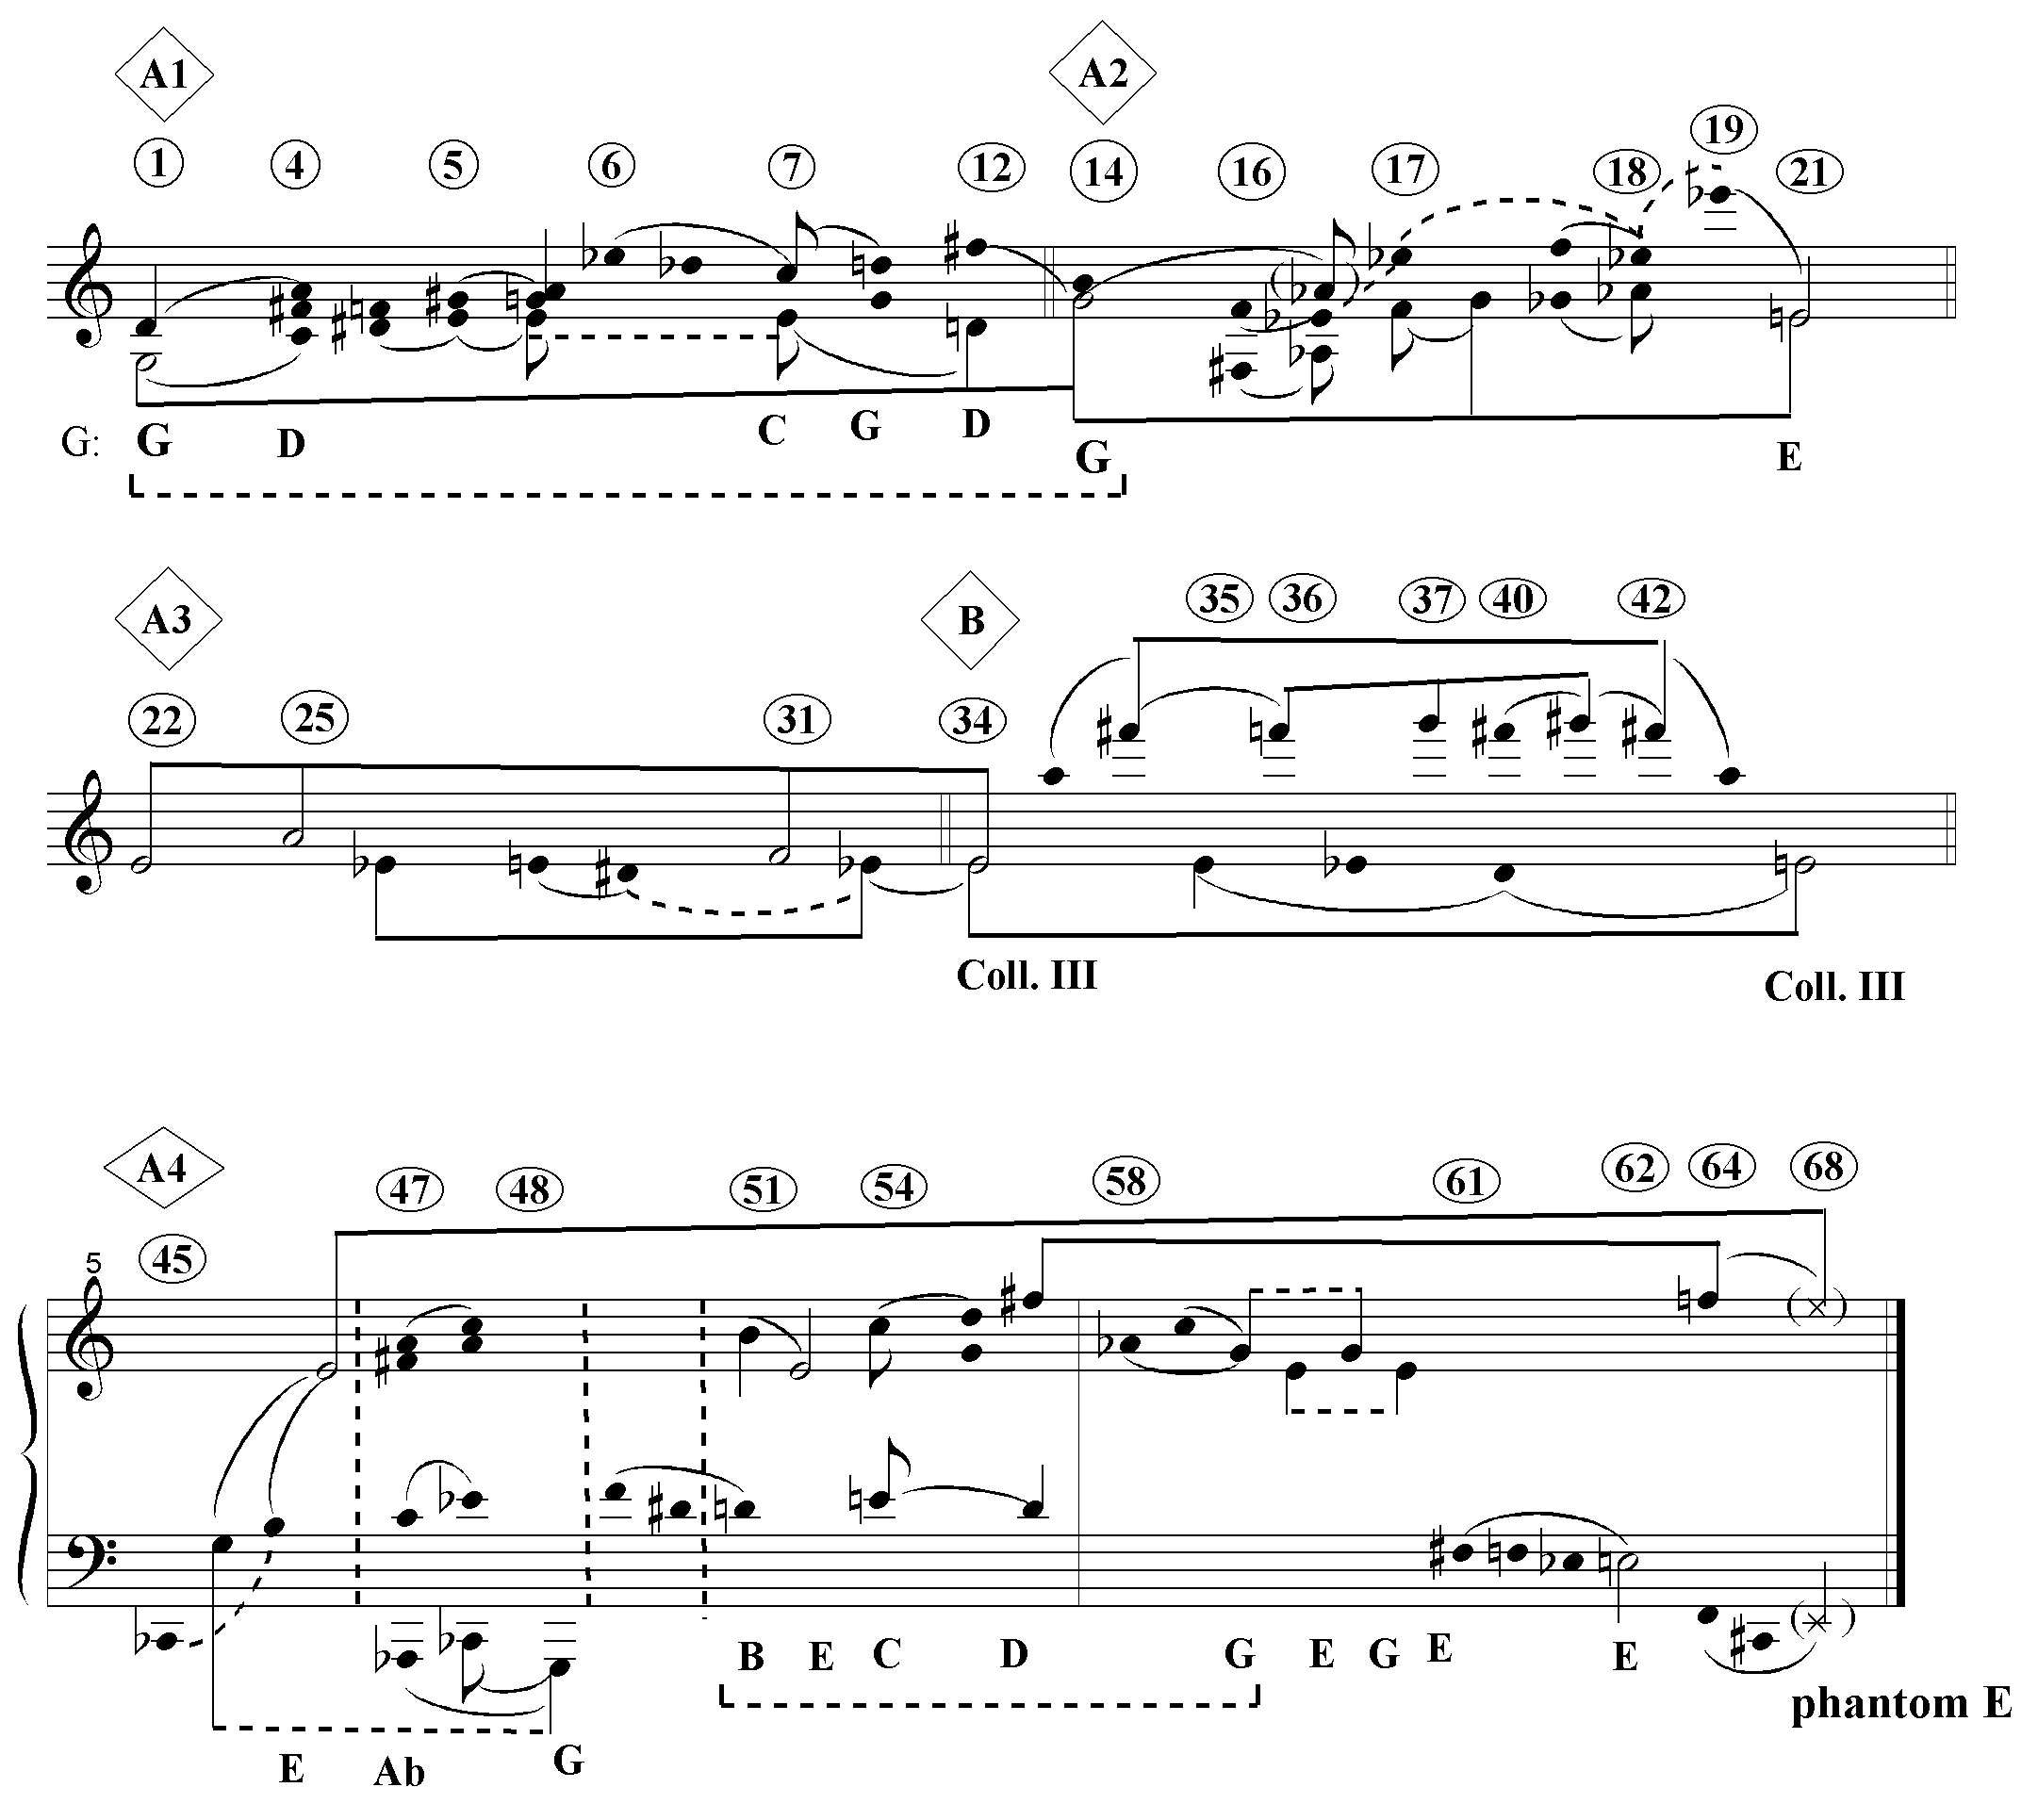 A1 A2
1 4 5 6 7 12 14 16 17 18 19 21
G: G D C G D G E
A3 B
22 25 31 34 35 36 37 40 42
Coll. III Coll. III
A4
45 47 48 51 54 58 61 62 64 68
5
B E C D G E G E E
phantom E
E Ab G